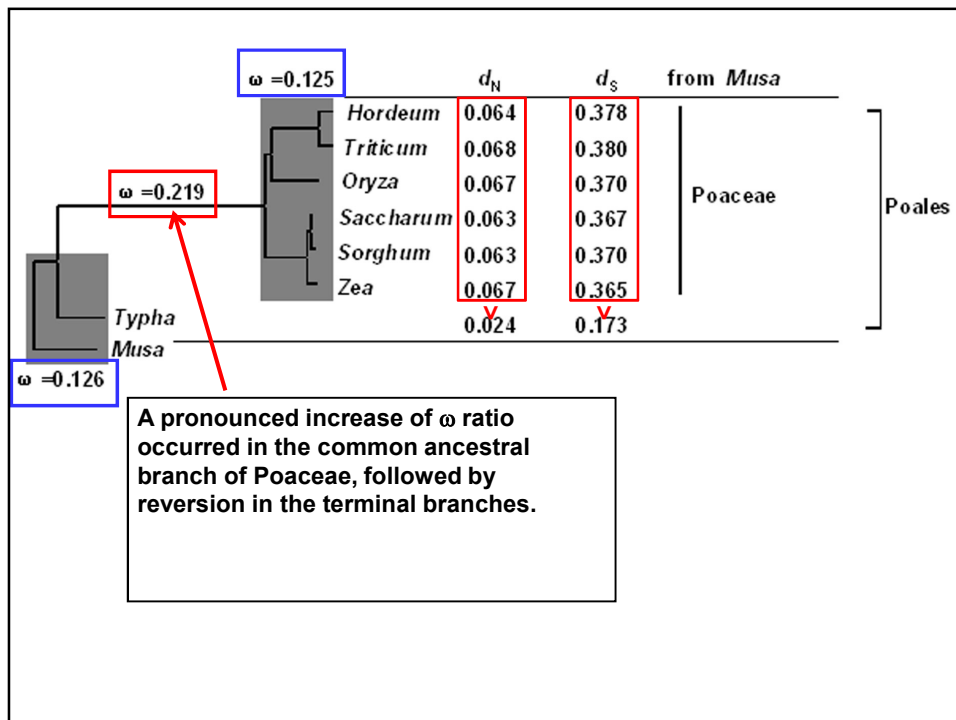 ω =0.125 dN dS from Musa
Hordeum 0.064 0.378
Triticum 0.068 0.380
Oryza 0.067 0.370
ω =0.219 Poaceae Poales
Saccharum 0.063 0.367
Sorghum 0.063 0.370
Zea 0.067 0.365
Typha 0.024 0.173
Musa
ω =0.126
A pronounced increase of ω ratio
occurred in the common ancestral
branch of Poaceae, followed by
reversion in the terminal branches.